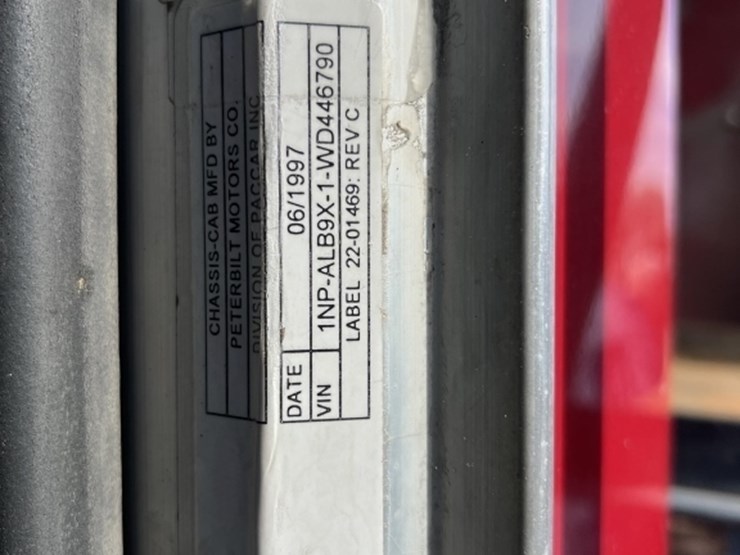 CHASSIS-CAB MFD BY
PETERBILT MOTORS CO.
DIVISION OF PACCAR INC
DATE 06/1997
VIN 1NP-ALB9X-1-WD446790
LABEL 22-01469: REV C